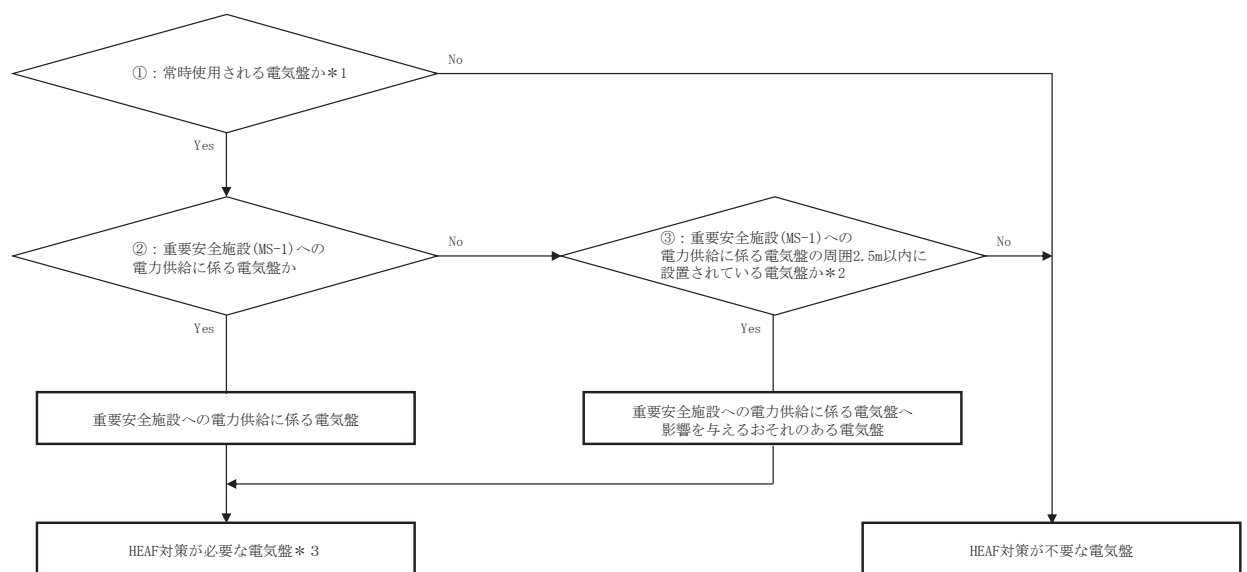 ①：常時使用される電気盤か＊1
No
Yes
②：重要安全施設(MS-1)への
電力供給に係る電気盤か
No
③：重要安全施設(MS-1)への
電力供給に係る電気盤の周囲2.5m以内に
設置されている電気盤か＊2
No
Yes
Yes
重要安全施設への電力供給に係る電気盤
重要安全施設への電力供給に係る電気盤へ
影響を与えるおそれのある電気盤
HEAF対策が必要な電気盤＊3
HEAF対策が不要な電気盤